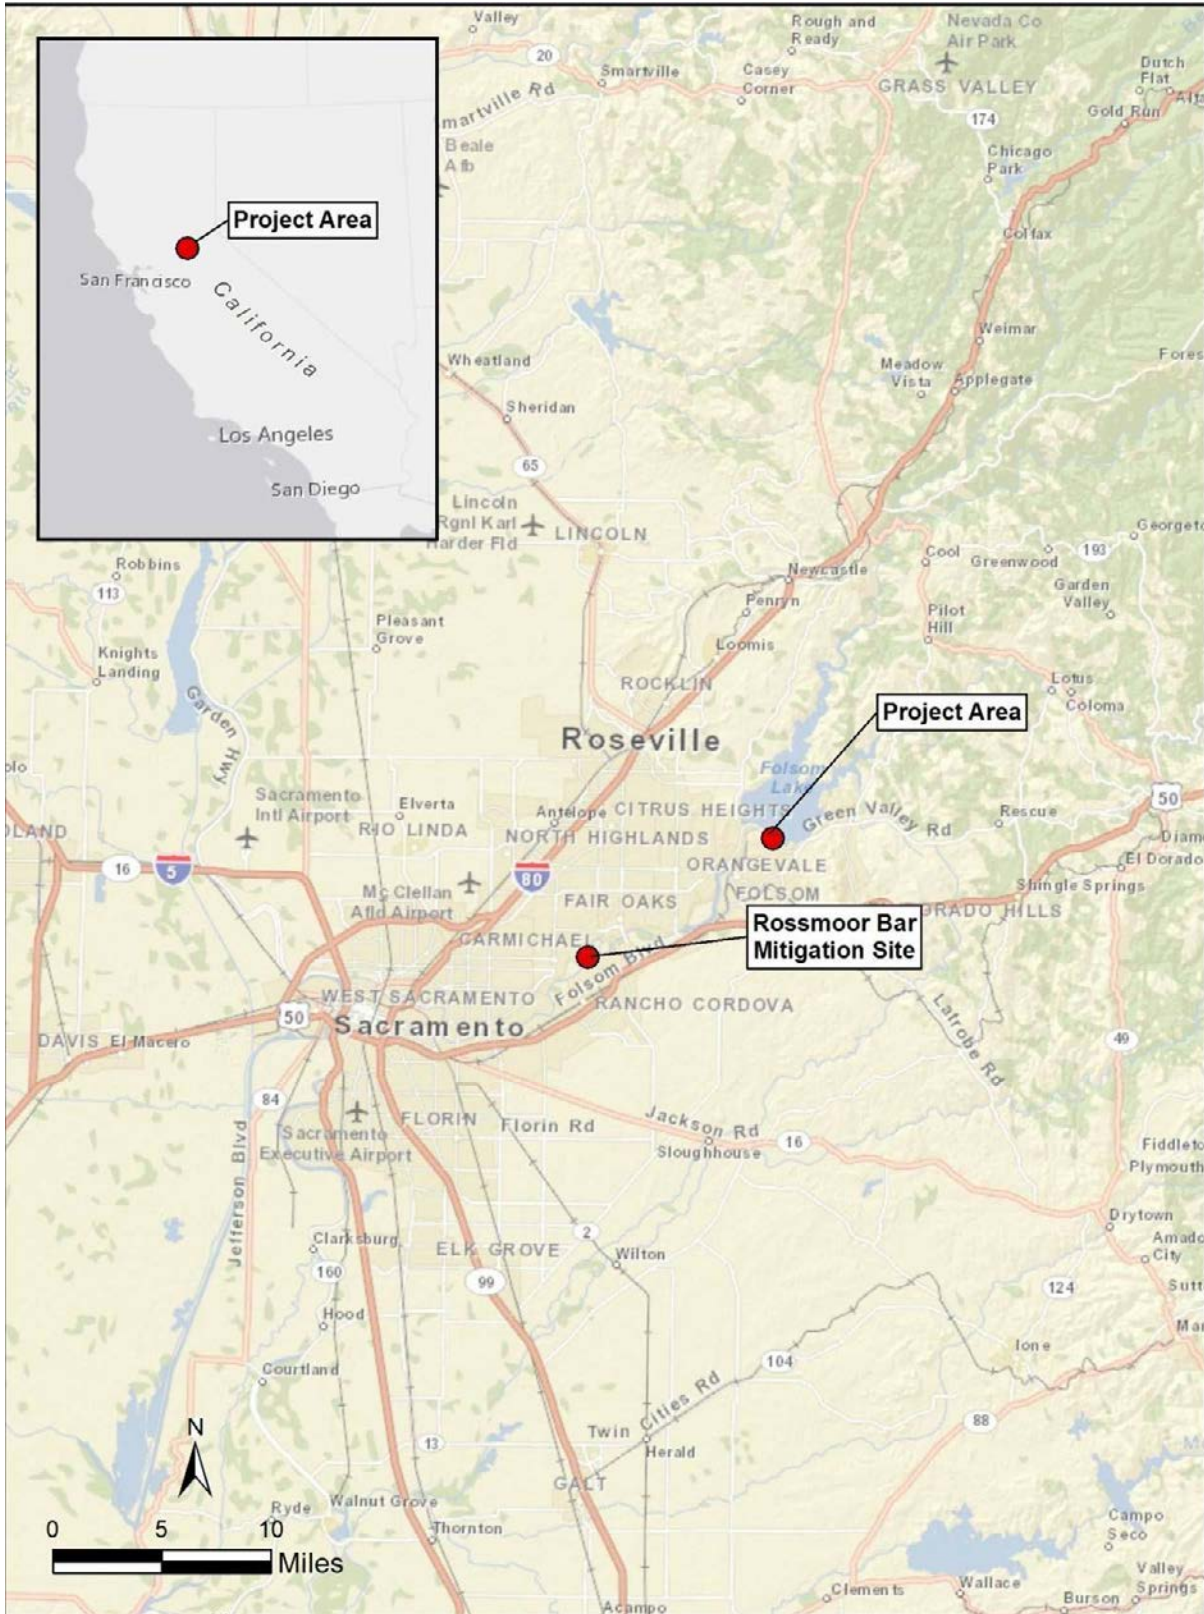 Valley
Rough and
Ready
Nevada Co
Air Park
20
Smartville
Casey
Corner
GRASS VALLEY
Dutch
Flat
Gold Run
174
Chicago
Park
Beale
Afb
Colfax
Project Area
San Francisco
California
Los Angeles
San Diego
Weimar
Meadow
Vista
Applegate
Wheatland
Sheridan
65
Lincoln
Rgnl Karl
Harder Fld
LINCOLN
Robbins
113
Newcastle
Cool
Greenwood
193
Penryn
Garden
Valley
Pleasant
Grove
Pilot
Hill
Knights
Landing
Loomis
Garden Hwy
ROCKLIN
Lotus
Coloma
Project Area
Roseville
Folsom
Lake
50
Sacramento
Intl Airport
Elverta
RIO LINDA
Antelope
CITRUS HEIGHTS
NORTH HIGHLANDS
Green Valley Rd
Rescue
16
5
80
ORANGEVALE
El Dorado
Shingle Springs
Mc Clellan
Afld Airport
FAIR OAKS
FOLSOM
CARMICHAEL
Rossmoor Bar
Mitigation Site
Folsom Blvd
WEST SACRAMENTO
RANCHO CORDOVA
50
Sacramento
DAVIS
El Macero
Latrobe Rd
49
84
FLORIN
Florin Rd
Jackson Rd
16
Sacramento
Executive Airport
Sloughhouse
Plymouth
Jefferson Blvd
Drytown
Clarksburg
ELK GROVE
2
Wilton
160
99
124
Hood
Ione
Courtland
104
88
Twin Cities Rd
N
13
Herald
GALT
Ryde
Walnut Grove
Thornton
Campo
Seco
0 5 10
Miles
Valley
Springs
Clements
Wallace
Burson
Acampo